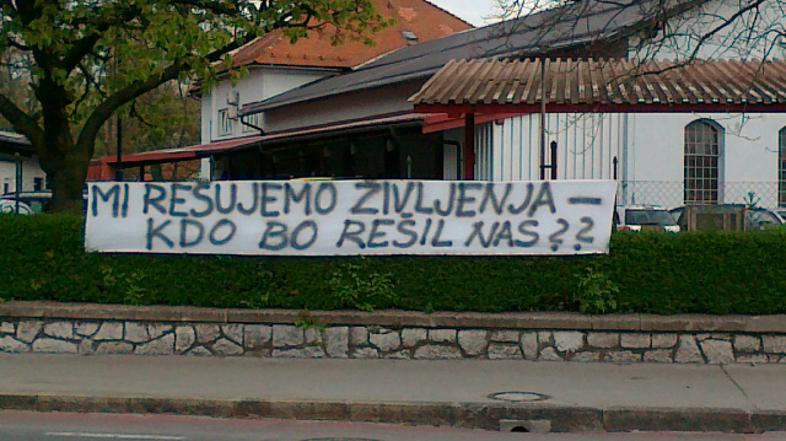 MI REŠUJEMO ŽIVLJENJA —
KDO BO REŠIL NAS??